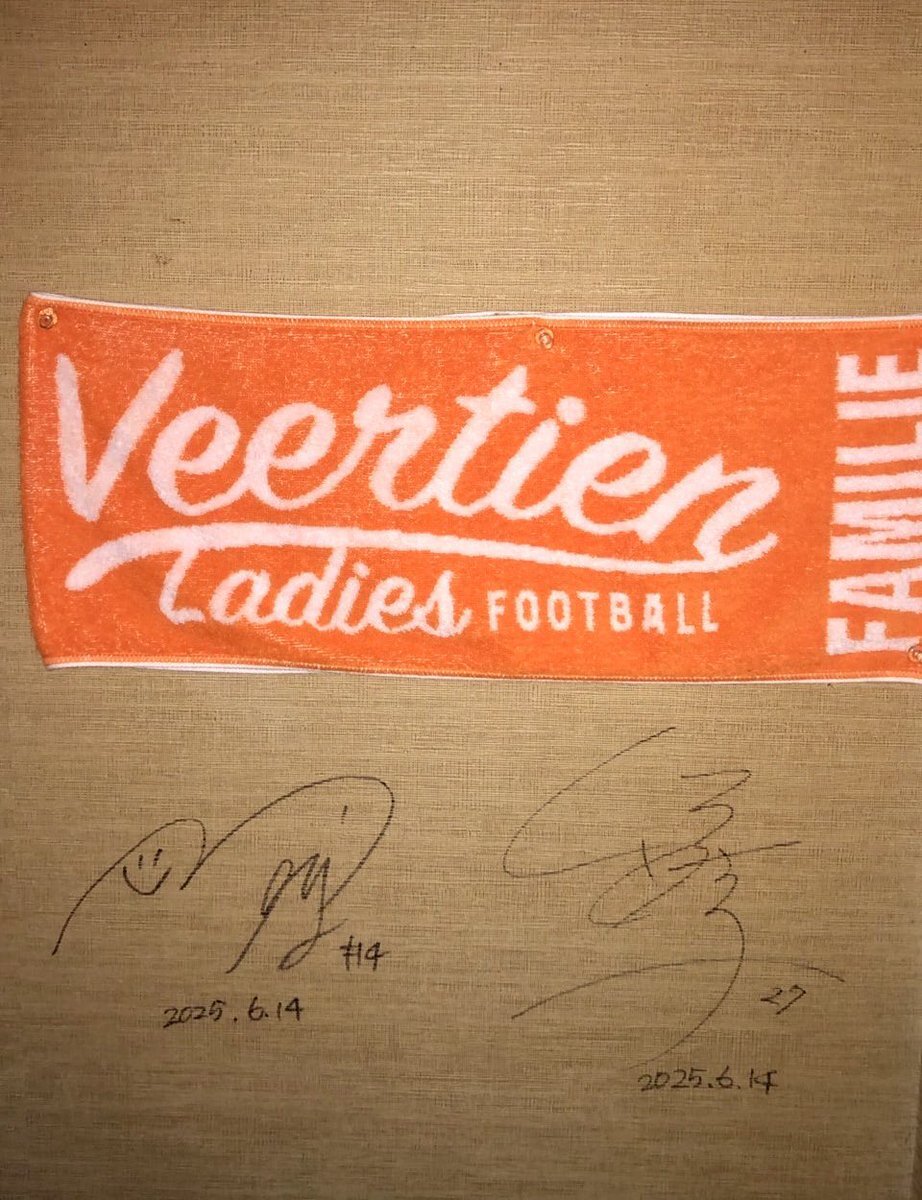 Veertien
Ladies FOOTBALL
FAMILIE
#14
2025.6.14
27
2025.6.14